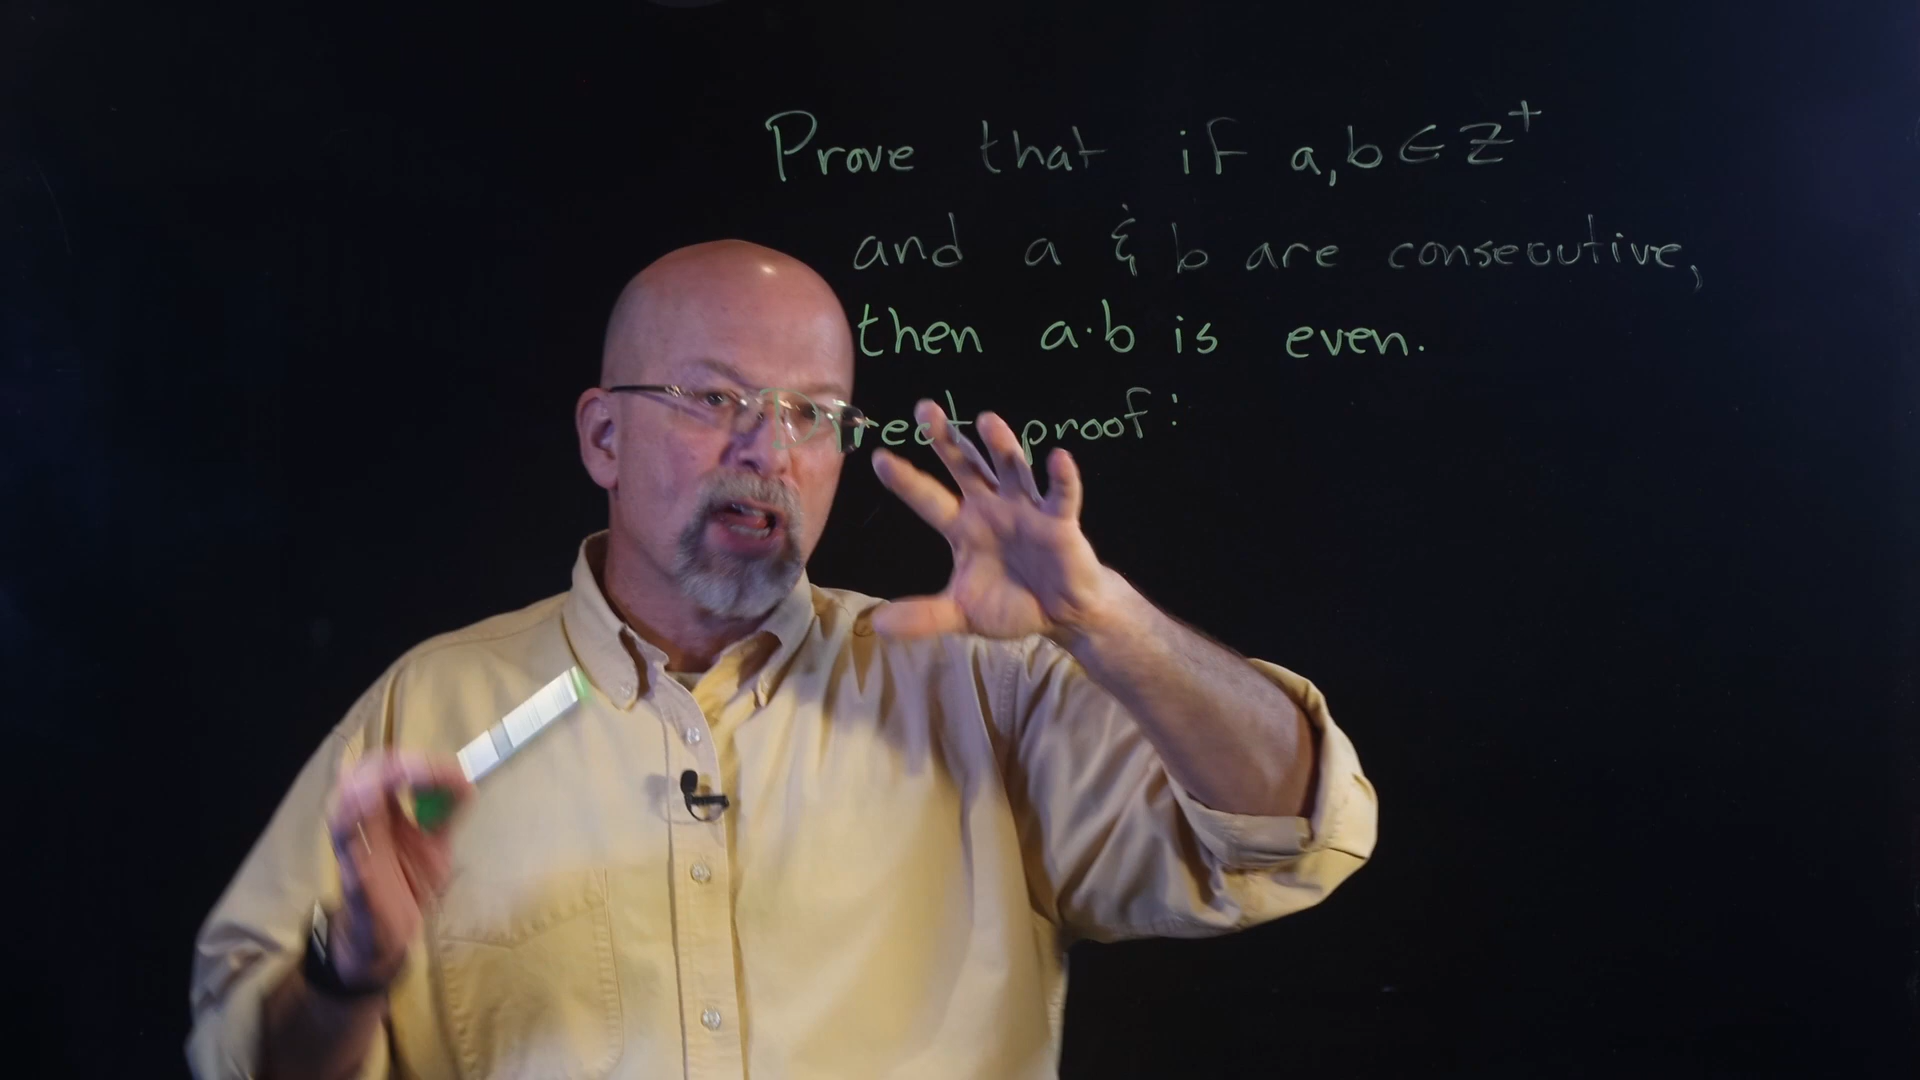 Prove that if a,b ∈ Z⁺
and a & b are consecutive,
then a·b is even.
Direct proof: